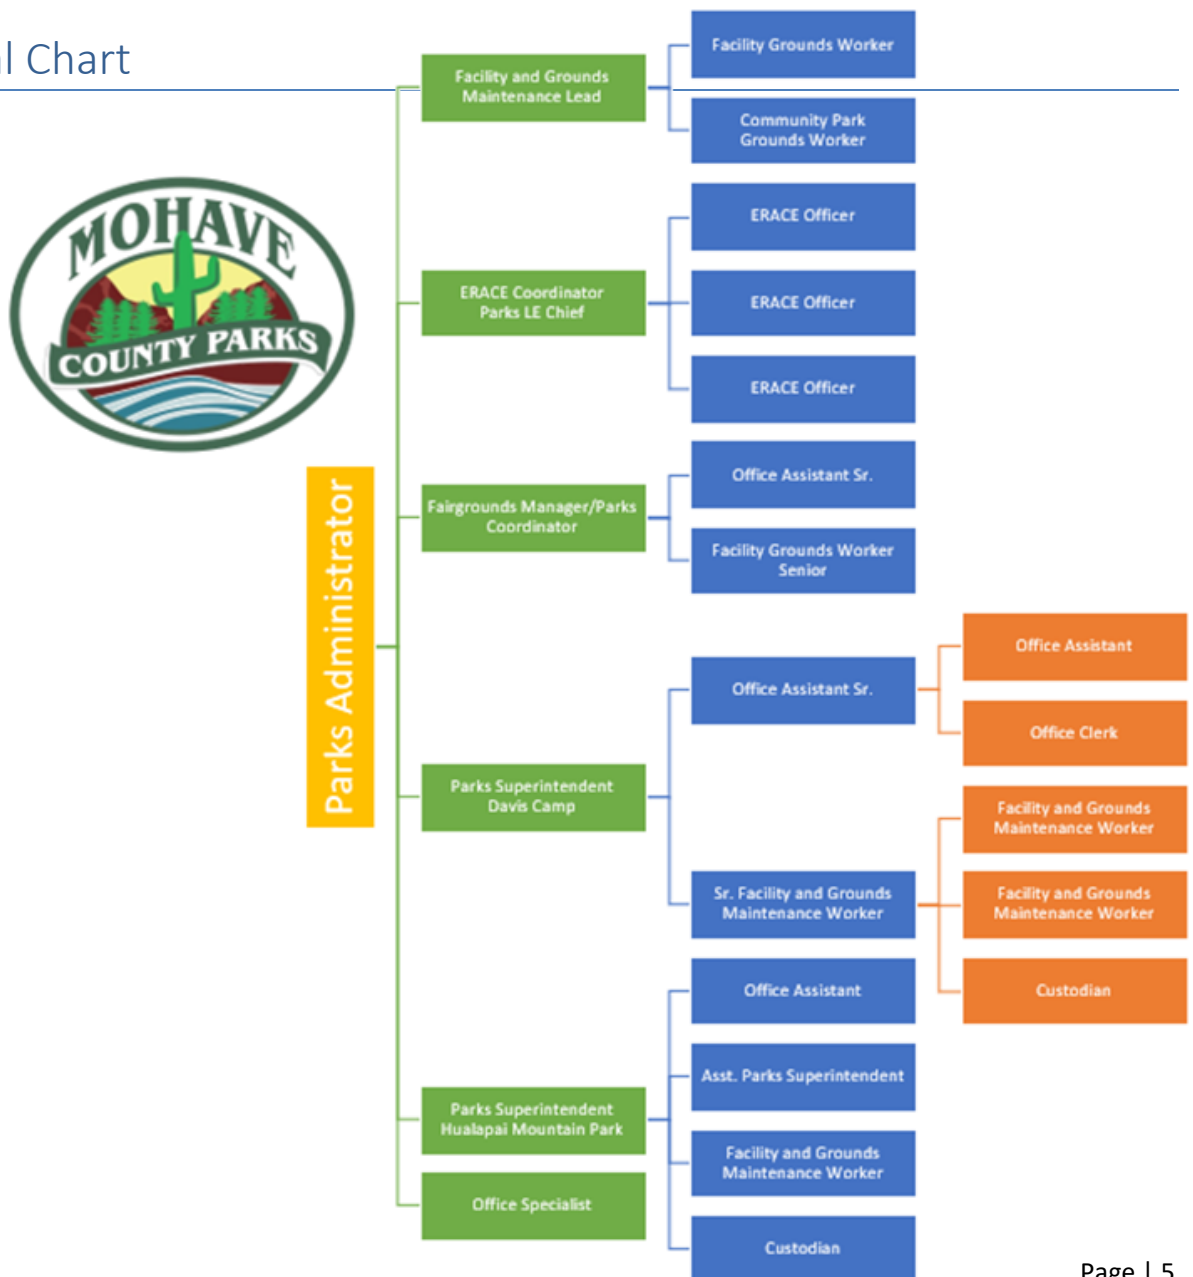 l Chart
MOHAVE
COUNTY PARKS
Parks Administrator
Facility and Grounds
Maintenance Lead
Facility Grounds Worker
Community Park
Grounds Worker
ERACE Coordinator
Parks LE Chief
ERACE Officer
ERACE Officer
ERACE Officer
Fairgrounds Manager/Parks
Coordinator
Office Assistant Sr.
Facility Grounds Worker
Senior
Parks Superintendent
Davis Camp
Office Assistant Sr.
Office Assistant
Office Clerk
Sr. Facility and Grounds
Maintenance Worker
Facility and Grounds
Maintenance Worker
Facility and Grounds
Maintenance Worker
Custodian
Parks Superintendent
Hualapai Mountain Park
Office Assistant
Asst. Parks Superintendent
Facility and Grounds
Maintenance Worker
Custodian
Office Specialist
Page | 5